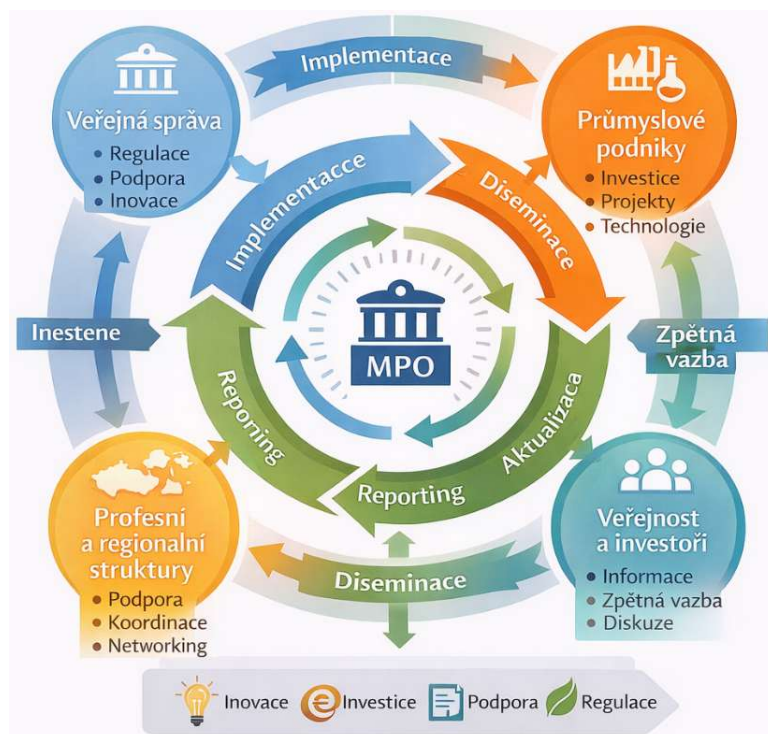 Implementace
Veřejná správa
• Regulace
• Podpora
• Inovace
Průmyslové
podniky
• Investice
• Projekty
• Technologie
Implementacce
Diseminace
Inestene
MPO
Zpětná
vazba
Reporning
Reporting
Aktualizaca
Profesní
a regionalní
struktury
• Podpora
• Koordinace
• Networking
Diseminace
Veřejnost
a investoři
• Informace
• Zpětná vazba
• Diskuze
Inovace
Investice
Podpora
Regulace